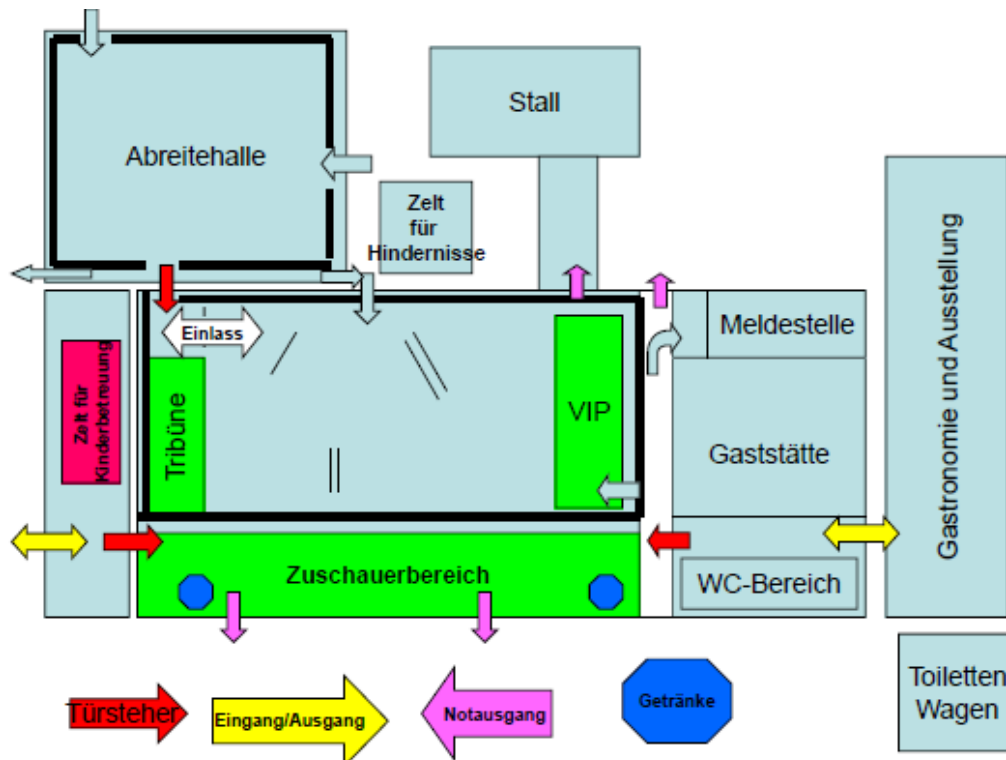 Stall
Abreitehalle
Zelt
für
Hindernisse
Gastronomie und Ausstellung
Einlass
Meldestelle
Zelt für
Kinderbetreuung
Tribüne
VIP
Gaststätte
Zuschauerbereich
WC-Bereich
Türsteher
Eingang/Ausgang
Notausgang
Getränke
Toiletten
Wagen